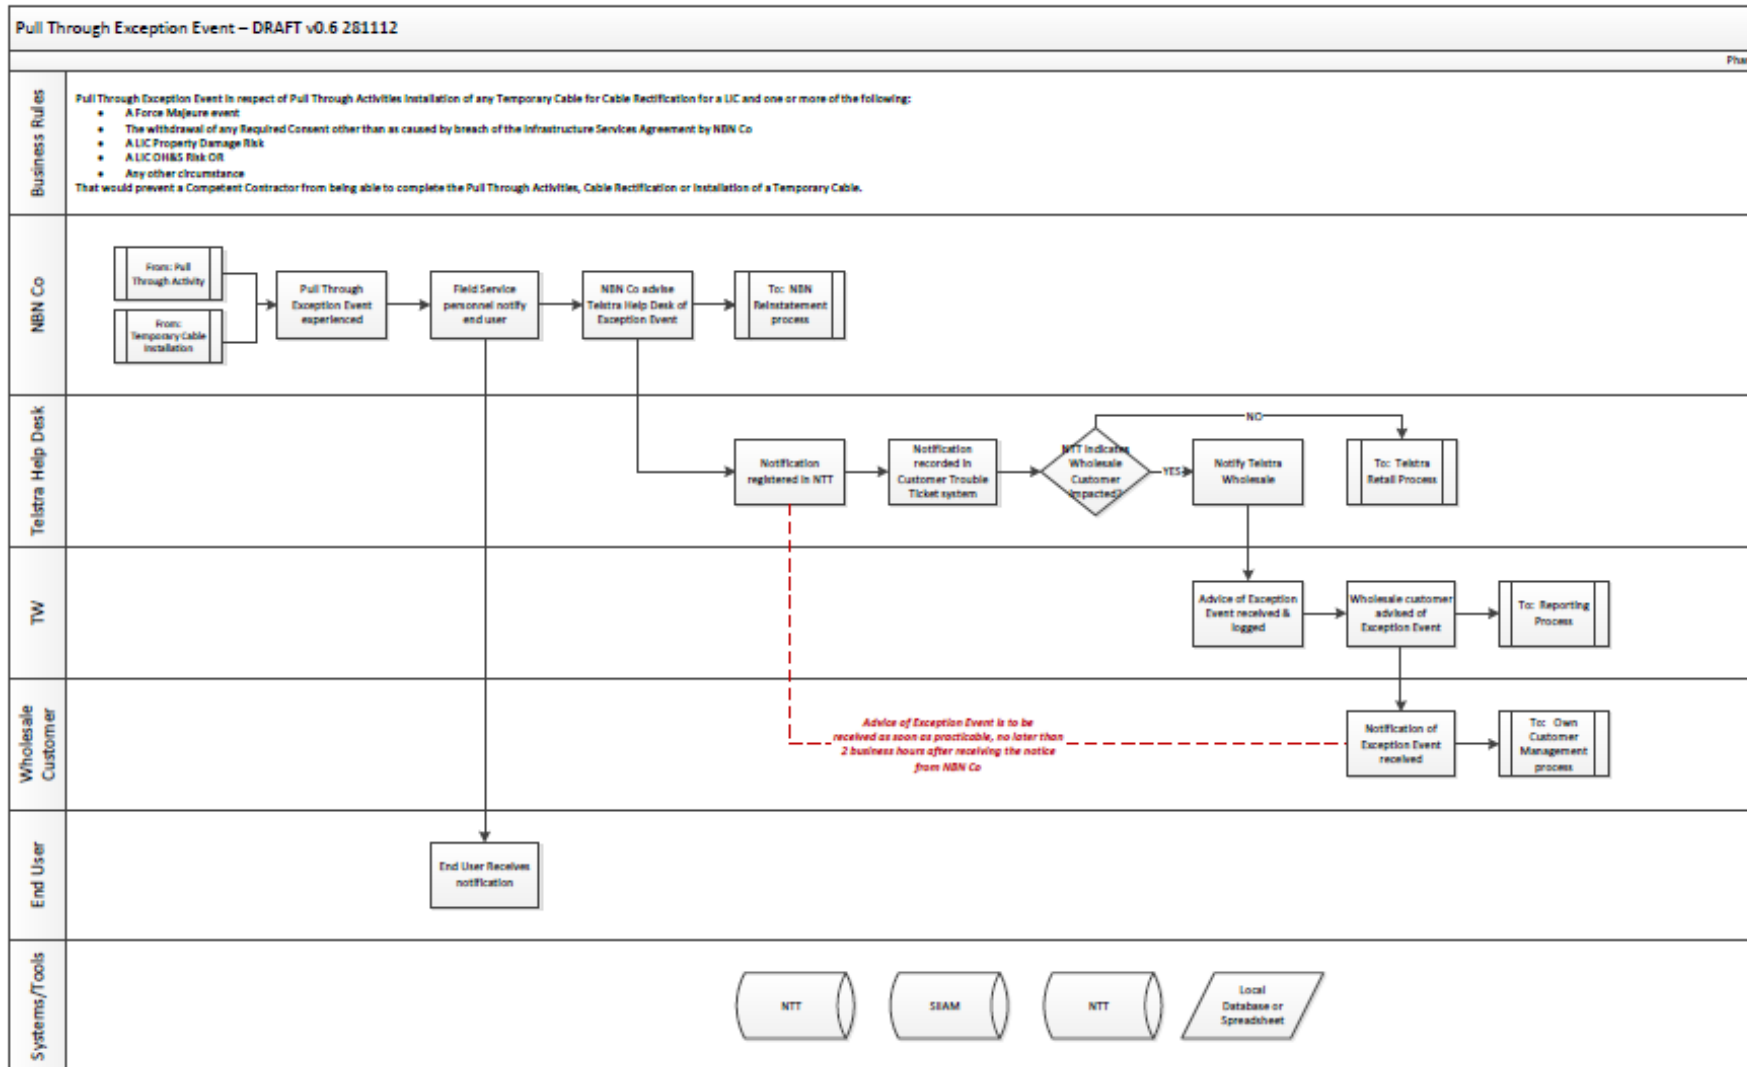 Pull Through Exception Event – DRAFT v0.6 281112
Phas
Business Rules
Pull Through Exception Event in respect of Pull Through Activities Installation of any Temporary Cable for Cable Rectification for a LIC and one or more of the following:
• A Force Majeure event
• The withdrawal of any Required Consent other than as caused by breach of the Infrastructure Services Agreement by NBN Co
• A LIC Property Damage Risk
• A LIC OH&S Risk OR
• Any other circumstance
That would prevent a Competent Contractor from being able to complete the Pull Through Activities, Cable Rectification or Installation of a Temporary Cable.
NBN Co
From: Pull
Through Activity
From:
Temporary Cable
Installation
Pull Through
Exception Event
experienced
Field Service
personnel notify
end user
NBN Co advise
Telstra Help Desk of
Exception Event
To: NBN
Reinstatement
process
Telstra Help Desk
Notification
registered in NTT
Notification
recorded in
Customer Trouble
Ticket system
NTT indicates
Wholesale
Customer
impacted?
NO
YES
Notify Telstra
Wholesale
To: Telstra
Retail Process
TW
Advice of Exception
Event received &
logged
Wholesale customer
advised of
Exception Event
To: Reporting
Process
Wholesale
Customer
Advice of Exception Event is to be
received as soon as practicable, no later than
2 business hours after receiving the notice
from NBN Co
Notification of
Exception Event
received
To: Own
Customer
Management
process
End User
End User Receives
notification
Systems/Tools
NTT
SIIAM
NTT
Local
Database or
Spreadsheet